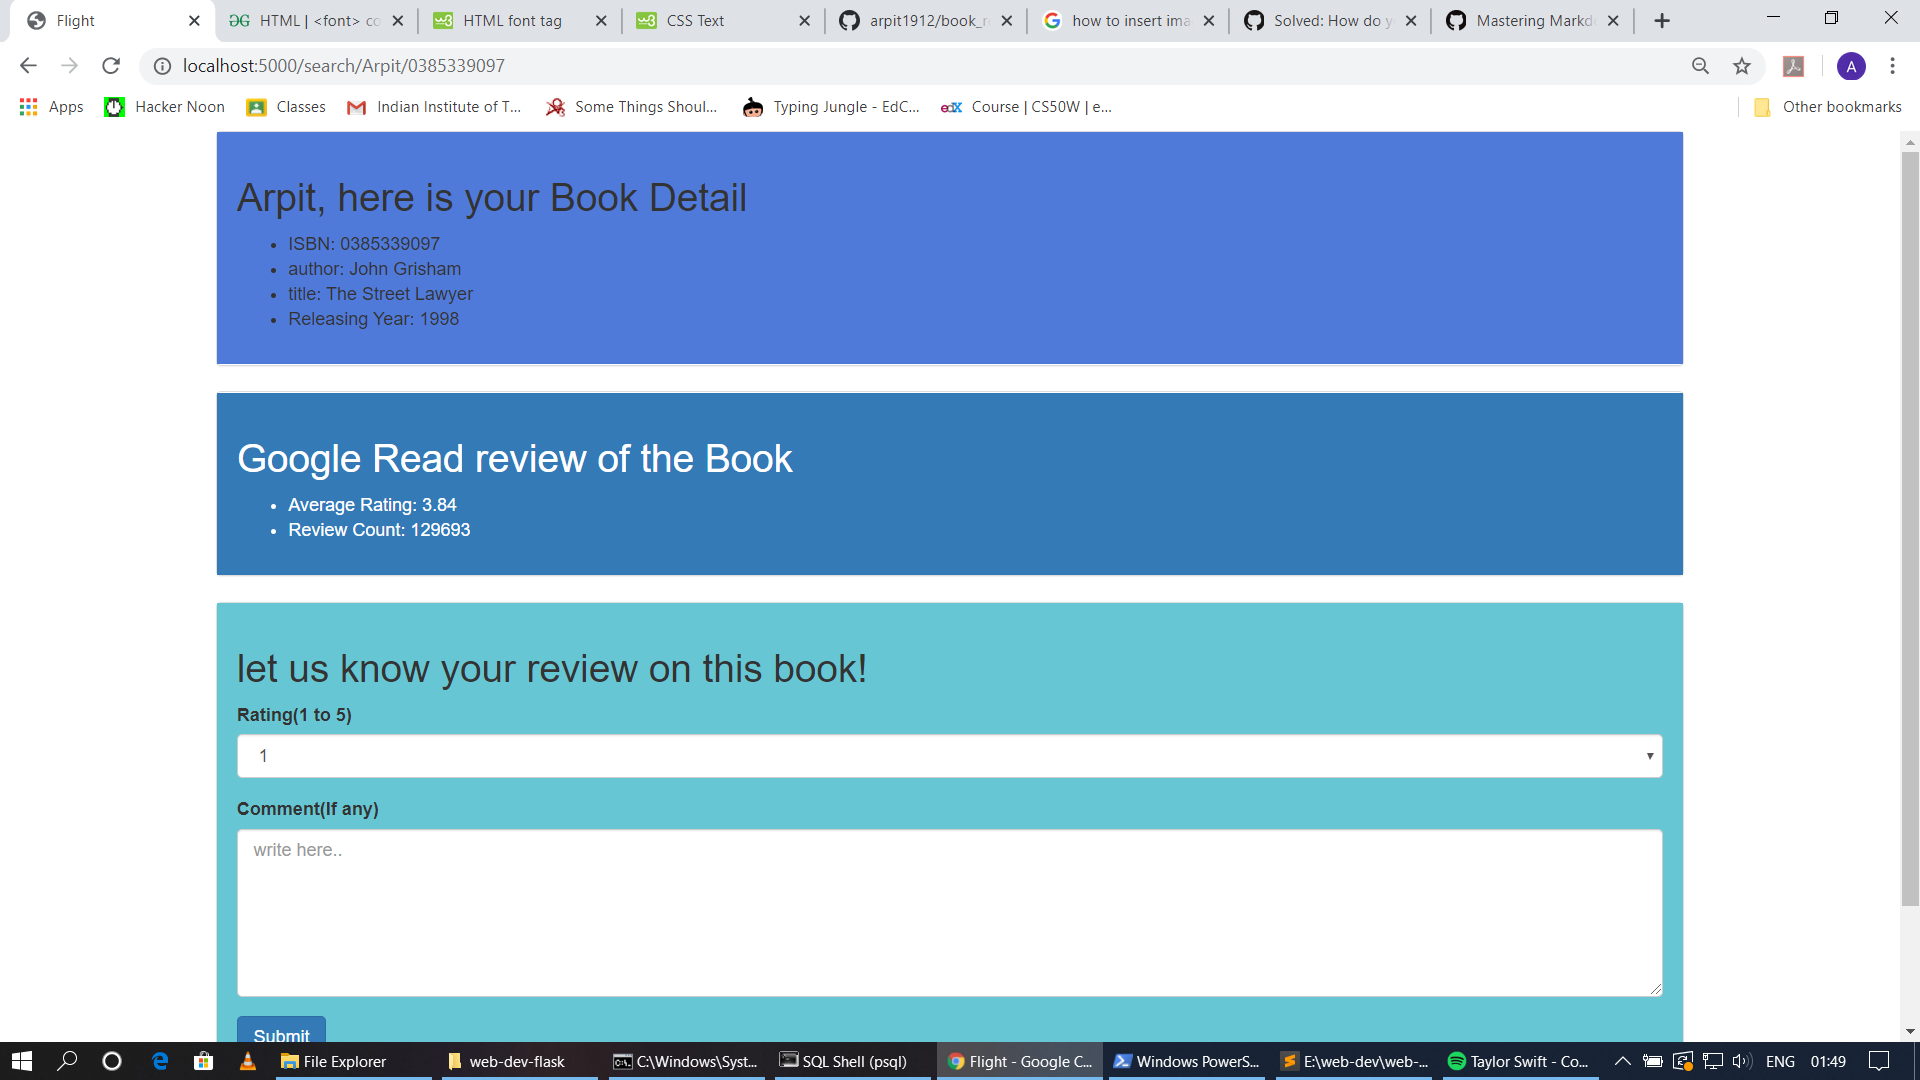 Flight
HTML | <font> co
HTML font tag
CSS Text
arpit1912/book_r
how to insert ima
Solved: How do y
Mastering Markd
localhost:5000/search/Arpit/0385339097
A
Apps
Hacker Noon
Classes
Indian Institute of T...
Some Things Shoul...
Typing Jungle - EdC...
edX
Course | CS50W | e...
Other bookmarks
Arpit, here is your Book Detail
ISBN: 0385339097
author: John Grisham
title: The Street Lawyer
Releasing Year: 1998
Google Read review of the Book
Average Rating: 3.84
Review Count: 129693
let us know your review on this book!
Rating(1 to 5)
1
Comment(If any)
write here..
Submit
File Explorer
web-dev-flask
C:\Windows\Syst...
SQL Shell (psql)
Flight - Google C...
Windows PowerS...
E:\web-dev\web-...
Taylor Swift - Co...
ENG
01:49